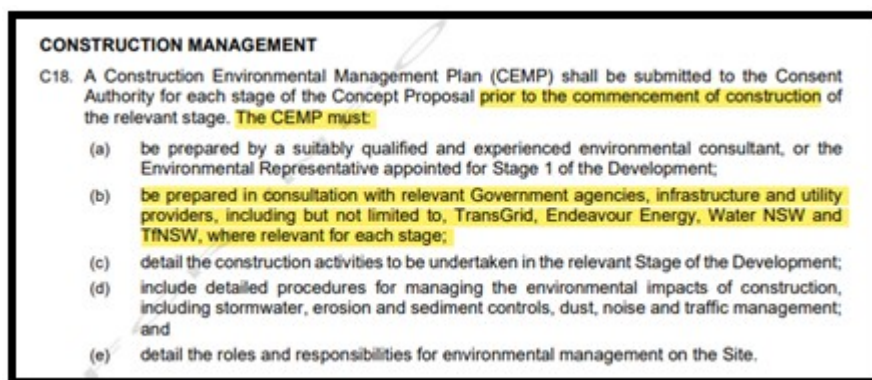 CONSTRUCTION MANAGEMENT
C18. A Construction Environmental Management Plan (CEMP) shall be submitted to the Consent
Authority for each stage of the Concept Proposal prior to the commencement of construction of
the relevant stage. The CEMP must:
(a) be prepared by a suitably qualified and experienced environmental consultant, or the
Environmental Representative appointed for Stage 1 of the Development;
(b) be prepared in consultation with relevant Government agencies, infrastructure and utility
providers, including but not limited to, TransGrid, Endeavour Energy, Water NSW and
TfNSW, where relevant for each stage;
(c) detail the construction activities to be undertaken in the relevant Stage of the Development;
(d) include detailed procedures for managing the environmental impacts of construction,
including stormwater, erosion and sediment controls, dust, noise and traffic management;
and
(e) detail the roles and responsibilities for environmental management on the Site.